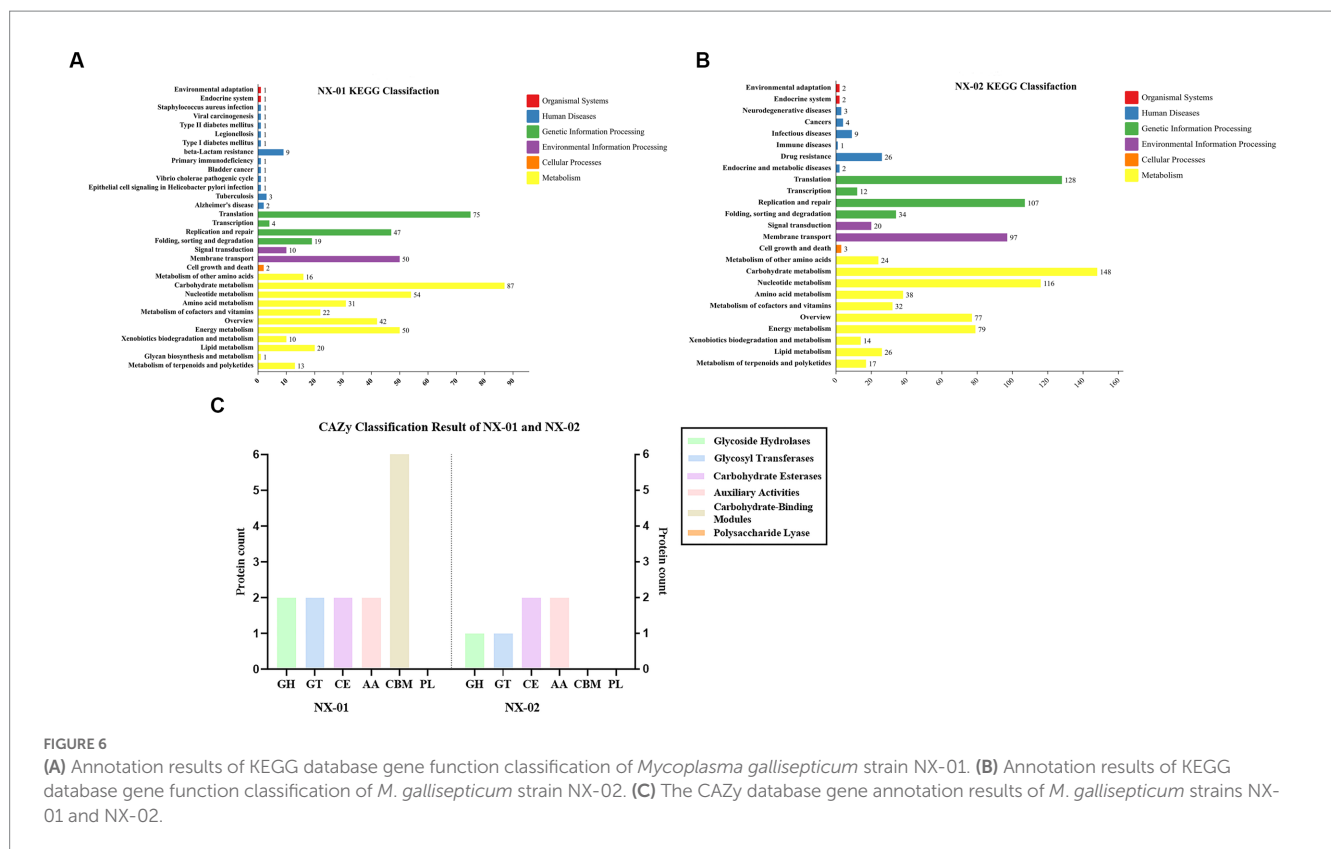 A
NX-01 KEGG Classifaction
Environmental adaptation 1
Endocrine system 1
Staphylococcus aureus infection 1
Viral carcinogenesis 1
Type II diabetes mellitus 1
Legionellosis 1
Type I diabetes mellitus 1
beta-Lactam resistance 9
Primary immunodeficiency 1
Bladder cancer 1
Vibrio cholerae pathogenic cycle 1
Epithelial cell signaling in Helicobacter pylori infection 1
Tuberculosis 3
Alzheimer's disease 2
Translation 75
Transcription 4
Replication and repair 47
Folding, sorting and degradation 19
Signal transduction 10
Membrane transport 50
Cell growth and death 2
Metabolism of other amino acids 16
Carbohydrate metabolism 87
Nucleotide metabolism 54
Amino acid metabolism 31
Metabolism of cofactors and vitamins 22
Overview 42
Energy metabolism 50
Xenobiotics biodegradation and metabolism 10
Lipid metabolism 20
Glycan biosynthesis and metabolism 1
Metabolism of terpenoids and polyketides 13
0 10 20 30 40 50 60 70 80 90
Organismal Systems
Human Diseases
Genetic Information Processing
Environmental Information Processing
Cellular Processes
Metabolism
B
NX-02 KEGG Classifaction
Environmental adaptation 2
Endocrine system 2
Neurodegenerative diseases 3
Cancers 4
Infectious diseases 9
Immune diseases 1
Drug resistance 26
Endocrine and metabolic diseases 2
Translation 128
Transcription 12
Replication and repair 107
Folding, sorting and degradation 34
Signal transduction 20
Membrane transport 97
Cell growth and death 3
Metabolism of other amino acids 24
Carbohydrate metabolism 148
Nucleotide metabolism 116
Amino acid metabolism 38
Metabolism of cofactors and vitamins 32
Overview 77
Energy metabolism 79
Xenobiotics biodegradation and metabolism 14
Lipid metabolism 26
Metabolism of terpenoids and polyketides 17
0 20 40 60 80 100 120 140 160
Organismal Systems
Human Diseases
Genetic Information Processing
Environmental Information Processing
Cellular Processes
Metabolism
C
CAZy Classification Result of NX-01 and NX-02
Protein count
6
5
4
3
2
1
0
GH GT CE AA CBM PL GH GT CE AA CBM PL
NX-01 NX-02
6
5
4
3
2
1
0
Protein count
Glycoside Hydrolases
Glycosyl Transferases
Carbohydrate Esterases
Auxiliary Activities
Carbohydrate-Binding
Modules
Polysaccharide Lyase
FIGURE 6
(A) Annotation results of KEGG database gene function classification of Mycoplasma gallisepticum strain NX-01. (B) Annotation results of KEGG
database gene function classification of M. gallisepticum strain NX-02. (C) The CAZy database gene annotation results of M. gallisepticum strains NX-
01 and NX-02.